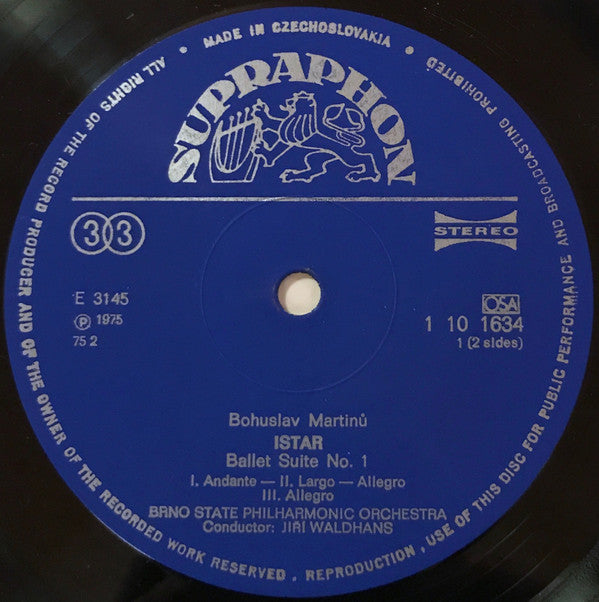 MADE IN CZECHOSLOVAKIA
SUPRAPHON
33
STEREO
E 3145
Ⓟ 1975
75 2
OSA
1 10 1634
1 (2 sides)
Bohuslav Martinů
ISTAR
Ballet Suite No. 1
I. Andante — II. Largo — Allegro
III. Allegro
BRNO STATE PHILHARMONIC ORCHESTRA
Conductor: JIŘÍ WALDHANS
ALL RIGHTS OF THE RECORD PRODUCER AND OF THE OWNER OF THE RECORDED WORK RESERVED . REPRODUCTION , USE OF THIS DISC FOR PUBLIC PERFORMANCE AND BROADCASTING PROHIBITED